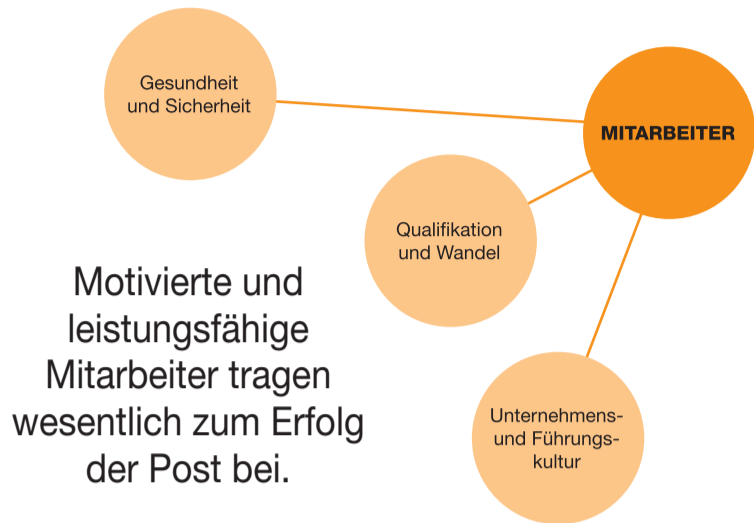 Gesundheit
und Sicherheit
MITARBEITER
Qualifikation
und Wandel
Motivierte und
leistungsfähige
Mitarbeiter tragen
wesentlich zum Erfolg
der Post bei.
Unternehmens-
und Führungs-
kultur